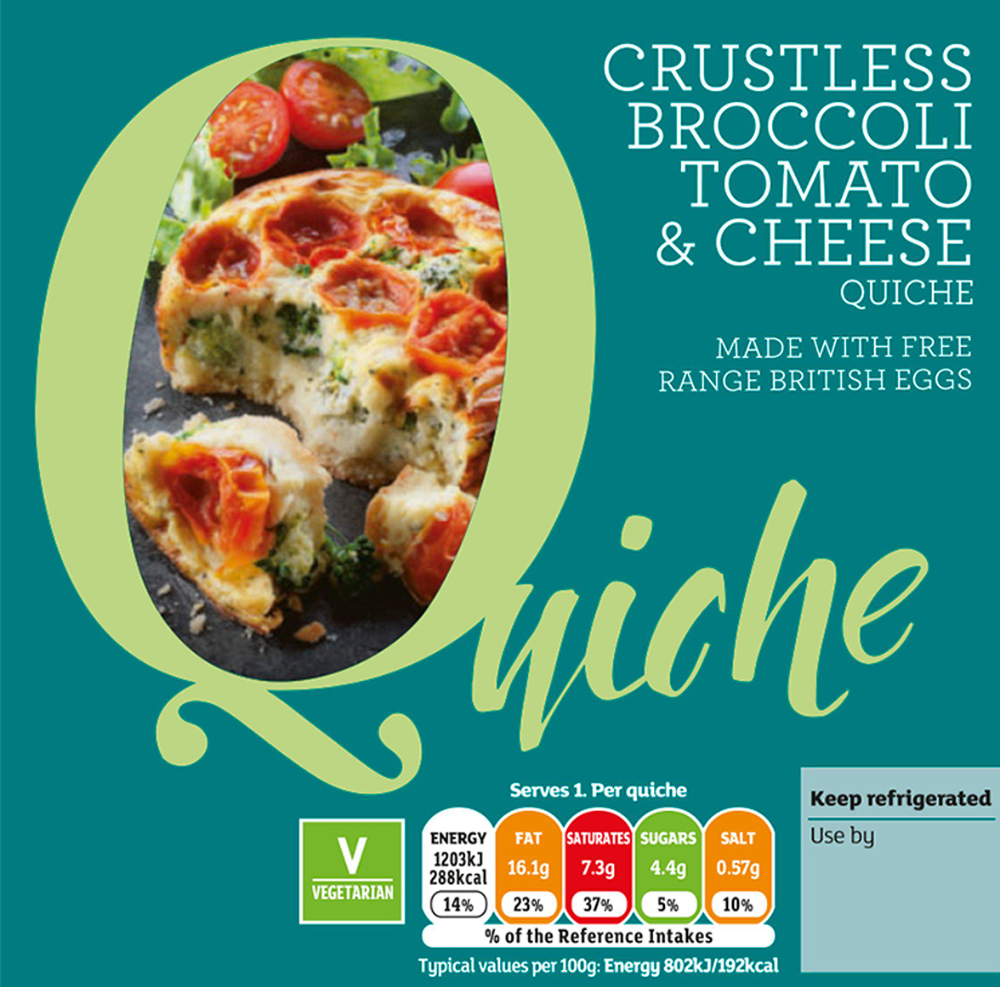 CRUSTLESS
BROCCOLI
TOMATO
& CHEESE
QUICHE
MADE WITH FREE
RANGE BRITISH EGGS
Quiche
Serves 1. Per quiche
ENERGY FAT SATURATES SUGARS SALT
1203kJ
288kcal 16.1g 7.3g 4.4g 0.57g
14% 23% 37% 5% 10%
% of the Reference Intakes
Typical values per 100g: Energy 802kJ/192kcal
V
VEGETARIAN
Keep refrigerated
Use by